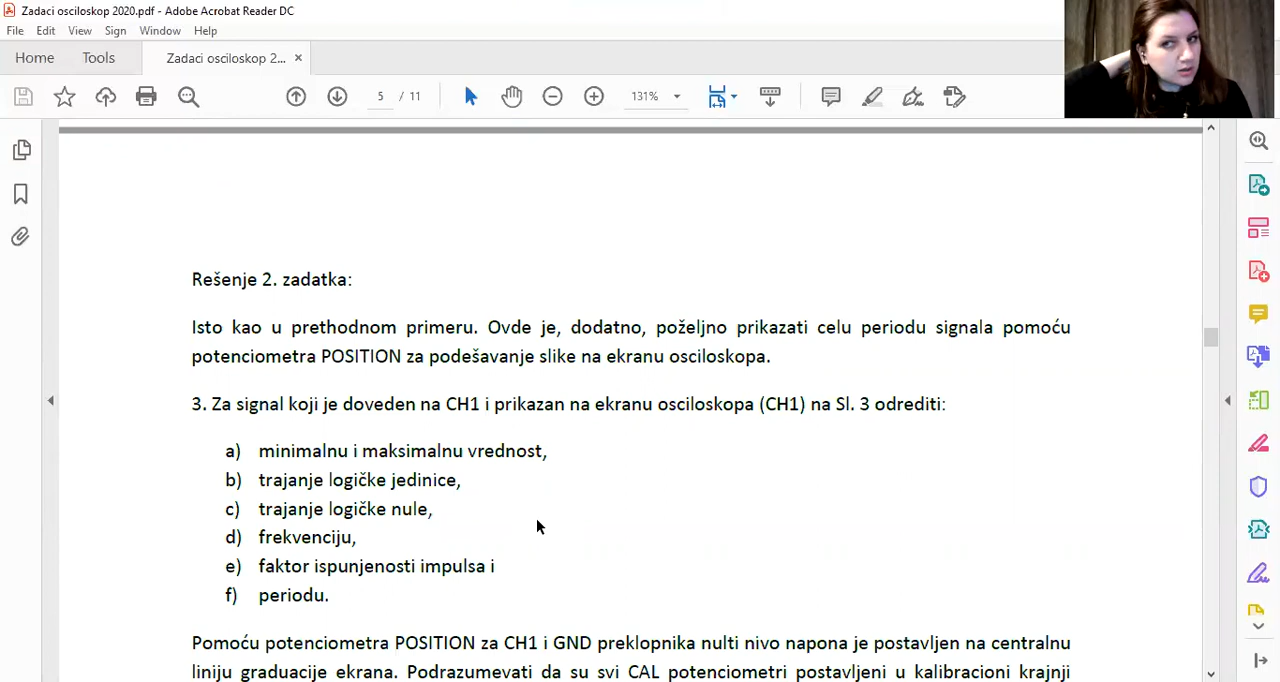 Zadaci osciloskop 2020.pdf - Adobe Acrobat Reader DC
File Edit View Sign Window Help
Home Tools Zadaci osciloskop 2... ×
5 / 11 131%
Rešenje 2. zadatka:
Isto kao u prethodnom primeru. Ovde je, dodatno, poželjno prikazati celu periodu signala pomoću
potenciometra POSITION za podešavanje slike na ekranu osciloskopa.
3. Za signal koji je doveden na CH1 i prikazan na ekranu osciloskopa (CH1) na Sl. 3 odrediti:
a) minimalnu i maksimalnu vrednost,
b) trajanje logičke jedinice,
c) trajanje logičke nule,
d) frekvenciju,
e) faktor ispunjenosti impulsa i
f) periodu.
Pomoću potenciometra POSITION za CH1 i GND preklopnika nulti nivo napona je postavljen na centralnu
liniju graduacije ekrana. Podrazumevati da su svi CAL potenciometri postavljeni u kalibracioni krajnji